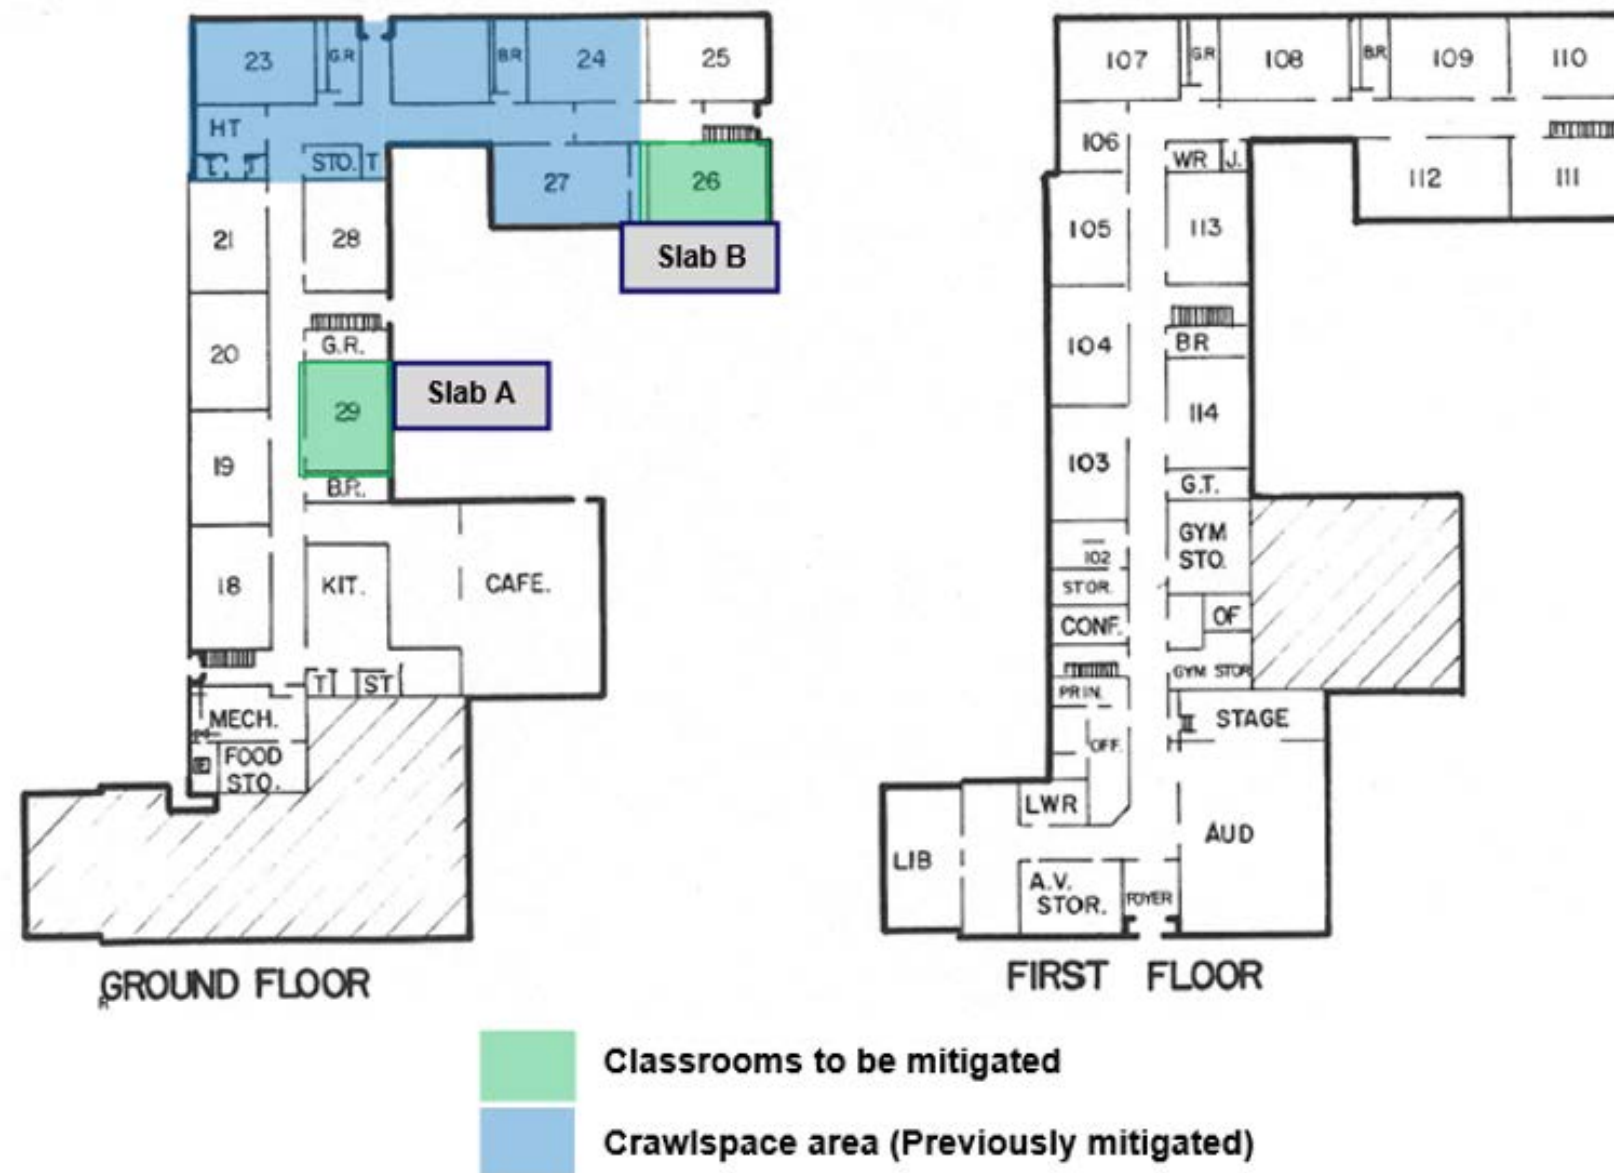 23
G.R
BR
24
25
HT
STO.
T
27
26
Slab B
21
28
20
G.R.
29
Slab A
19
B.R.
18
KIT.
CAFE.
T
ST
MECH.
FOOD
STO.
GROUND FLOOR
107
GR
108
BR
109
110
106
WR
J.
112
111
105
113
104
BR
114
103
G.T.
GYM
STO.
102
STOR.
CONF.
OF
GYM STOR
PRIN.
STAGE
OFF.
LWR
AUD
LIB
A.V.
STOR.
FOYER
FIRST FLOOR
Classrooms to be mitigated
Crawlspace area (Previously mitigated)